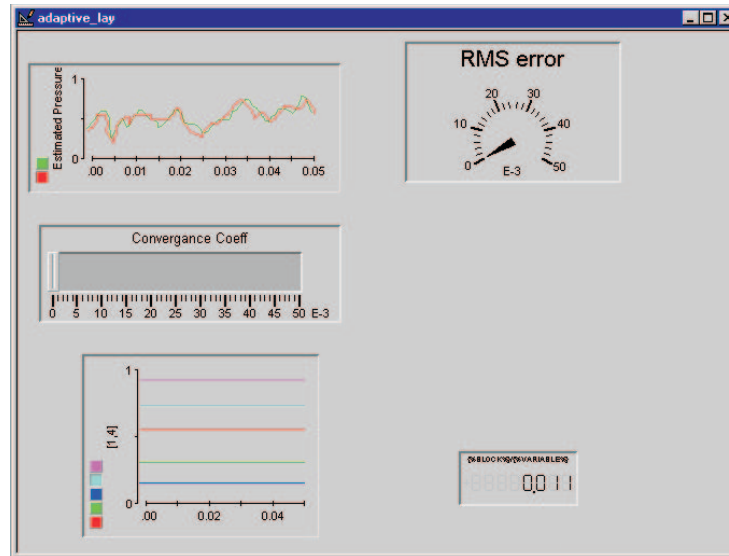 adaptive_lay
RMS error
0 10 20 30 40 50
E-3
Estimated Pressure
1
0
.00 0.01 0.02 0.03 0.04 0.05
Convergance Coeff
0 5 10 15 20 25 30 35 40 45 50 E-3
[1,4]
1
0
.00 0.02 0.04
{%BLOCK%}/{%VARIABLE%}
0.011